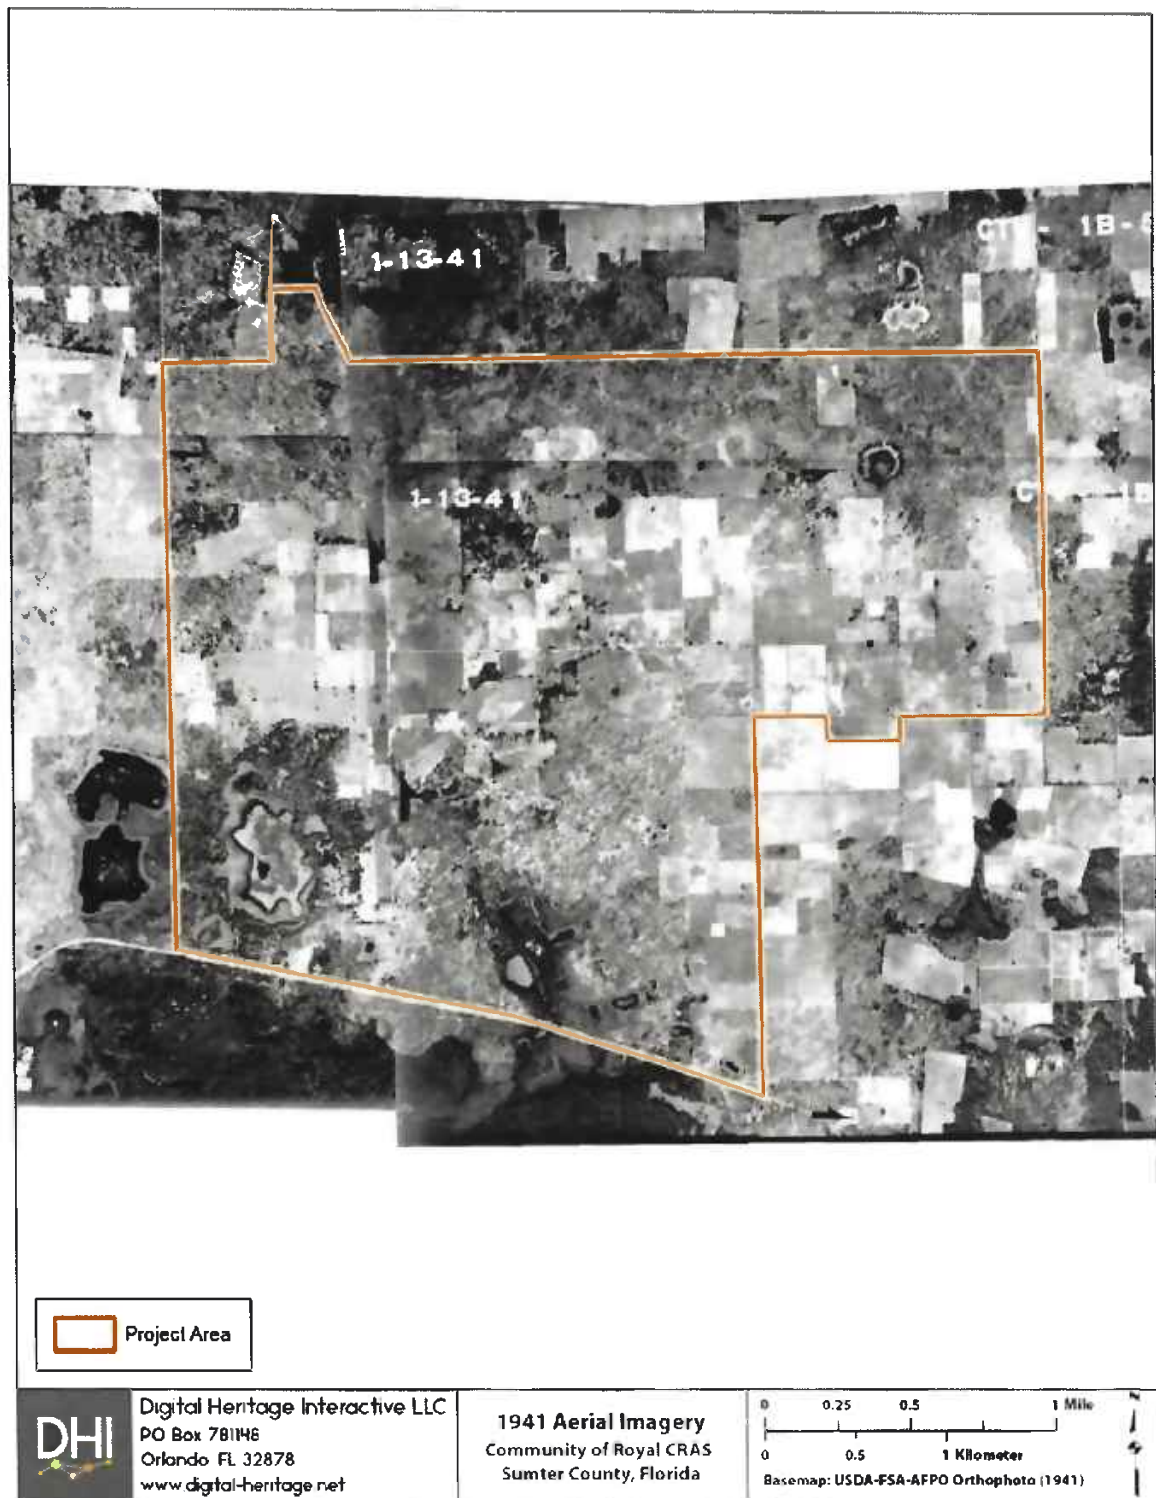 1-13-41
1-13-41
Project Area
DHI
Digital Heritage Interactive LLC
PO Box 781148
Orlando FL 32878
www.digital-heritage.net
1941 Aerial Imagery
Community of Royal CRAS
Sumter County, Florida
0 0.25 0.5 1 Mile
0 0.5 1 Kilometer
Basemap: USDA-FSA-AFPO Orthophoto (1941)
N